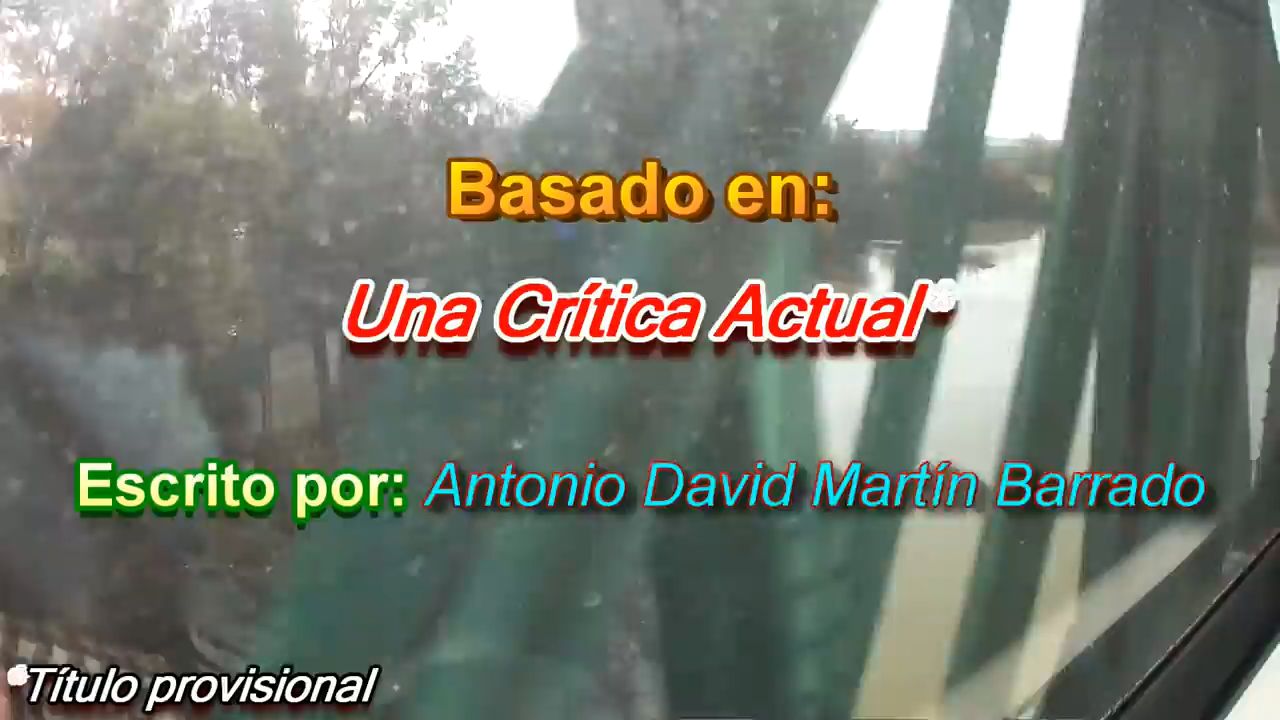 Basado en:
Una Crítica Actual*
Escrito por: Antonio David Martín Barrado
*Título provisional